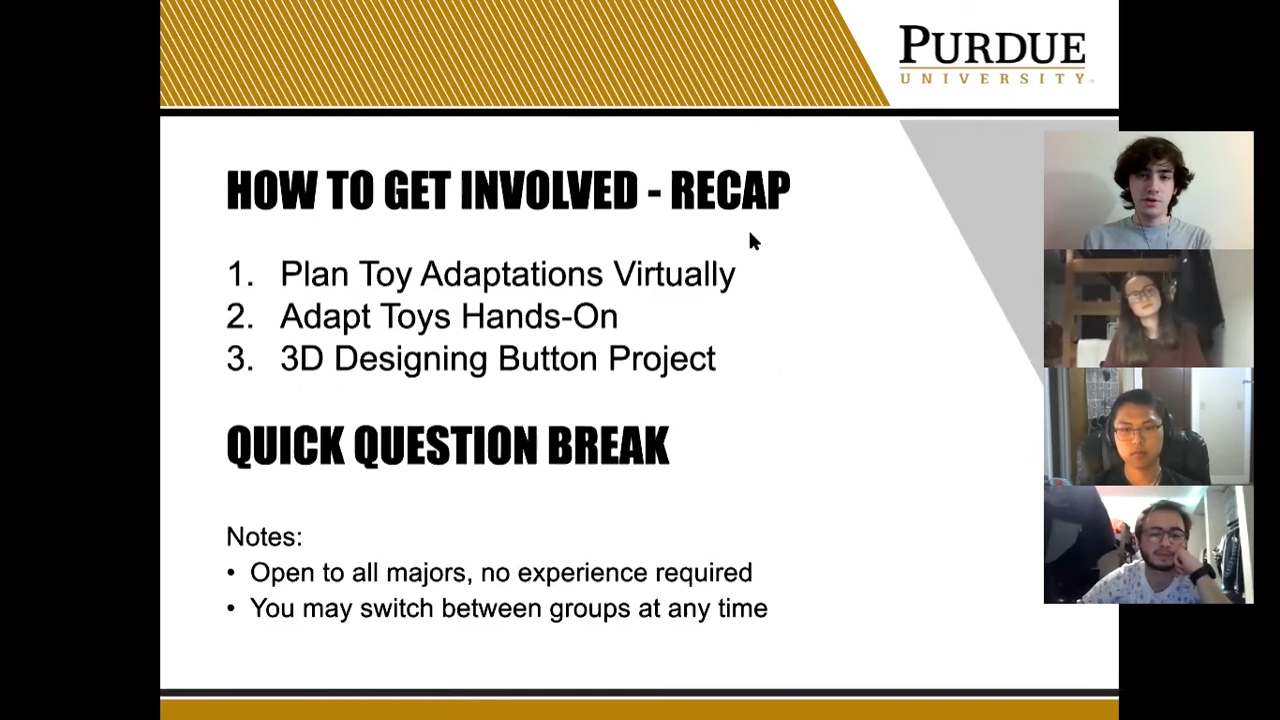 PURDUE
UNIVERSITY
HOW TO GET INVOLVED - RECAP
1. Plan Toy Adaptations Virtually
2. Adapt Toys Hands-On
3. 3D Designing Button Project
QUICK QUESTION BREAK
Notes:
• Open to all majors, no experience required
• You may switch between groups at any time